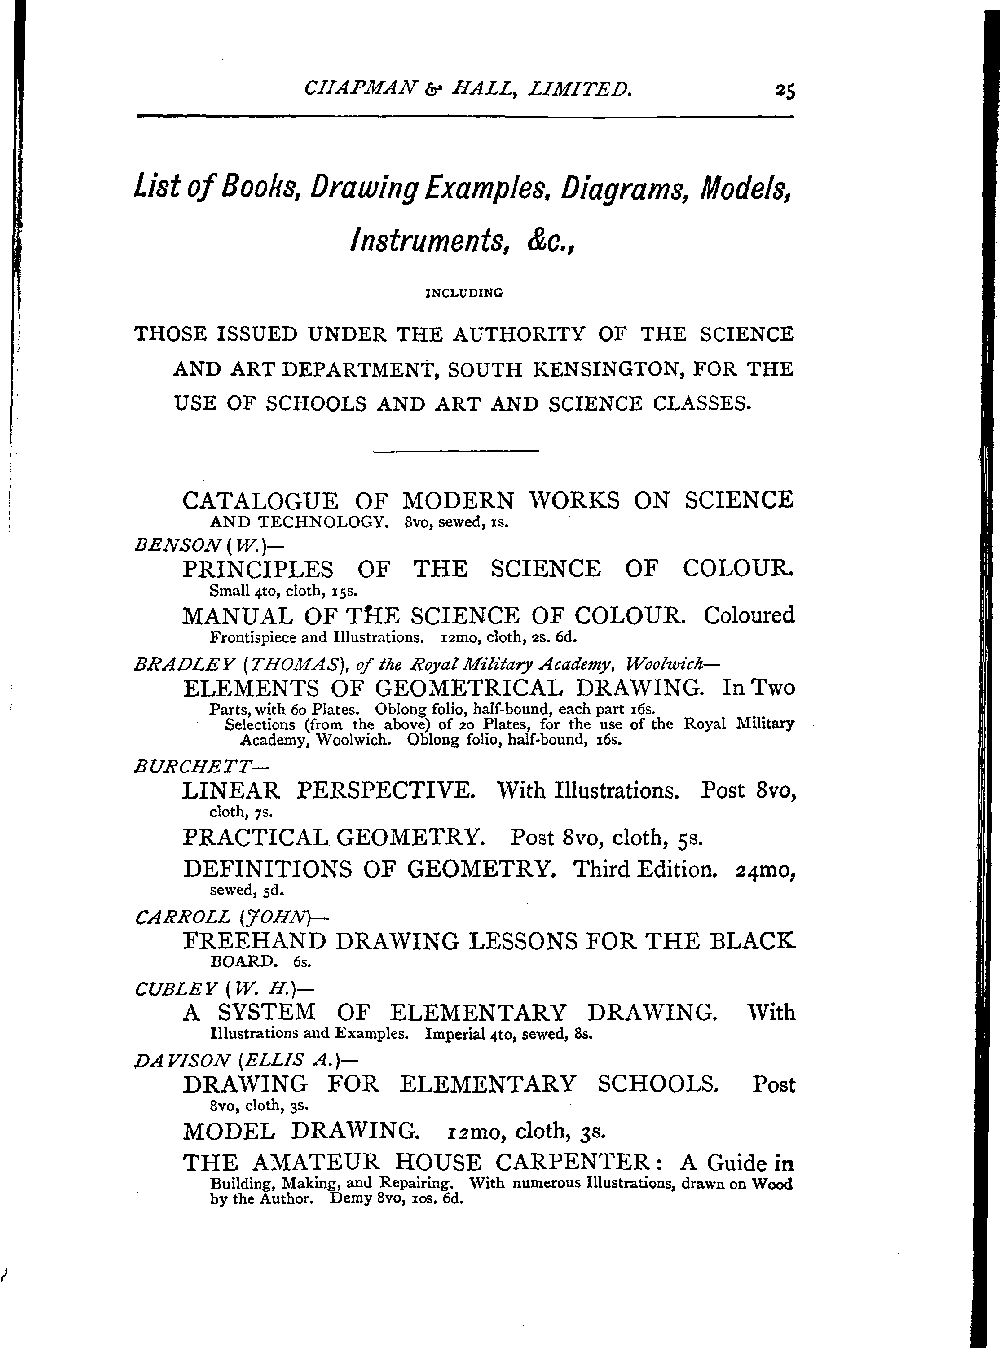 CHAPMAN & HALL, LIMITED. 25
List of Books, Drawing Examples, Diagrams, Models,
Instruments, &c.,
INCLUDING
THOSE ISSUED UNDER THE AUTHORITY OF THE SCIENCE
AND ART DEPARTMENT, SOUTH KENSINGTON, FOR THE
USE OF SCHOOLS AND ART AND SCIENCE CLASSES.
CATALOGUE OF MODERN WORKS ON SCIENCE
AND TECHNOLOGY. 8vo, sewed, 1s.
BENSON (W.)—
PRINCIPLES OF THE SCIENCE OF COLOUR.
Small 4to, cloth, 15s.
MANUAL OF THE SCIENCE OF COLOUR. Coloured
Frontispiece and Illustrations. 12mo, cloth, 2s. 6d.
BRADLEY (THOMAS), of the Royal Military Academy, Woolwich—
ELEMENTS OF GEOMETRICAL DRAWING. In Two
Parts, with 60 Plates. Oblong folio, half-bound, each part 16s.
Selections (from the above) of 20 Plates, for the use of the Royal Military
Academy, Woolwich. Oblong folio, half-bound, 16s.
BURCHETT—
LINEAR PERSPECTIVE. With Illustrations. Post 8vo,
cloth, 7s.
PRACTICAL GEOMETRY. Post 8vo, cloth, 5s.
DEFINITIONS OF GEOMETRY. Third Edition. 24mo,
sewed, 5d.
CARROLL (JOHN)—
FREEHAND DRAWING LESSONS FOR THE BLACK
BOARD. 6s.
CUBLEY (W. H.)—
A SYSTEM OF ELEMENTARY DRAWING. With
Illustrations and Examples. Imperial 4to, sewed, 8s.
DAVISON (ELLIS A.)—
DRAWING FOR ELEMENTARY SCHOOLS. Post
8vo, cloth, 3s.
MODEL DRAWING. 12mo, cloth, 3s.
THE AMATEUR HOUSE CARPENTER: A Guide in
Building, Making, and Repairing. With numerous Illustrations, drawn on Wood
by the Author. Demy 8vo, 10s. 6d.